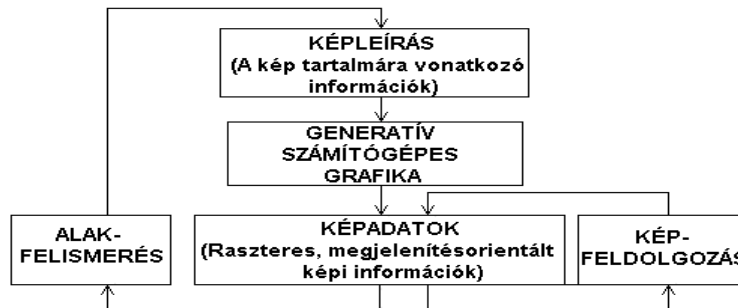 KÉPLEÍRÁS
(A kép tartalmára vonatkozó
információk)
GENERATÍV
SZÁMÍTÓGÉPES
GRAFIKA
ALAK-
FELISMERÉS
KÉPADATOK
(Raszteres, megjelenítésorientált
képi információk)
KÉP-
FELDOLGOZÁS